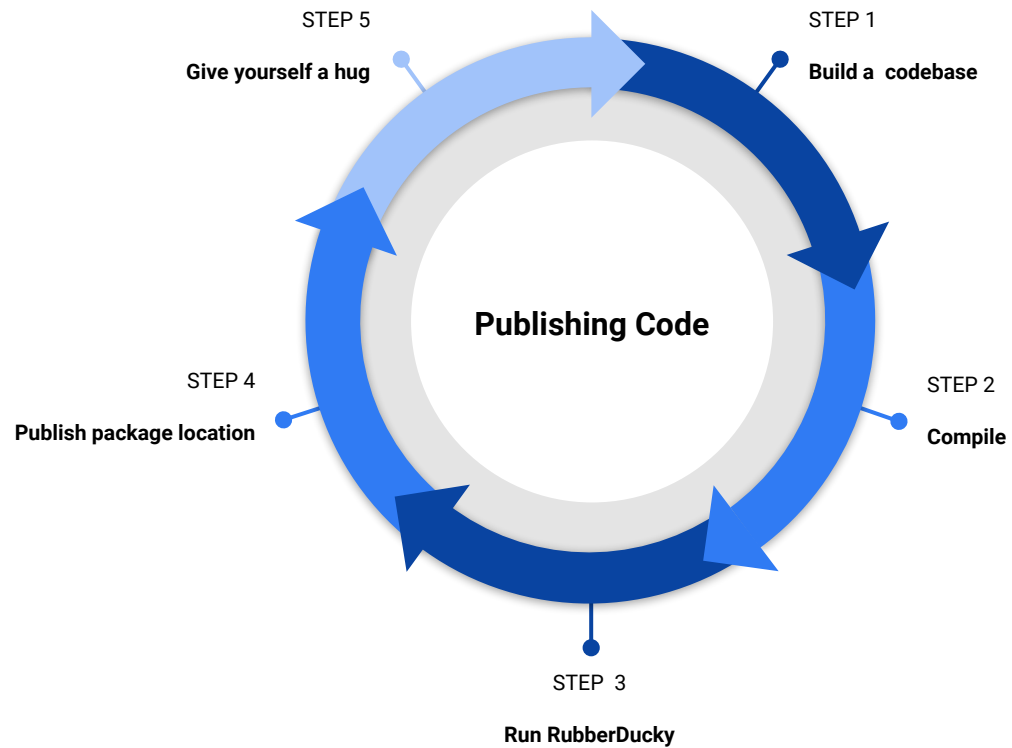 STEP 1
Build a  codebase
STEP 2
Compile
STEP  3
Run RubberDucky
STEP 4
Publish package location
STEP 5
Give yourself a hug
Publishing Code